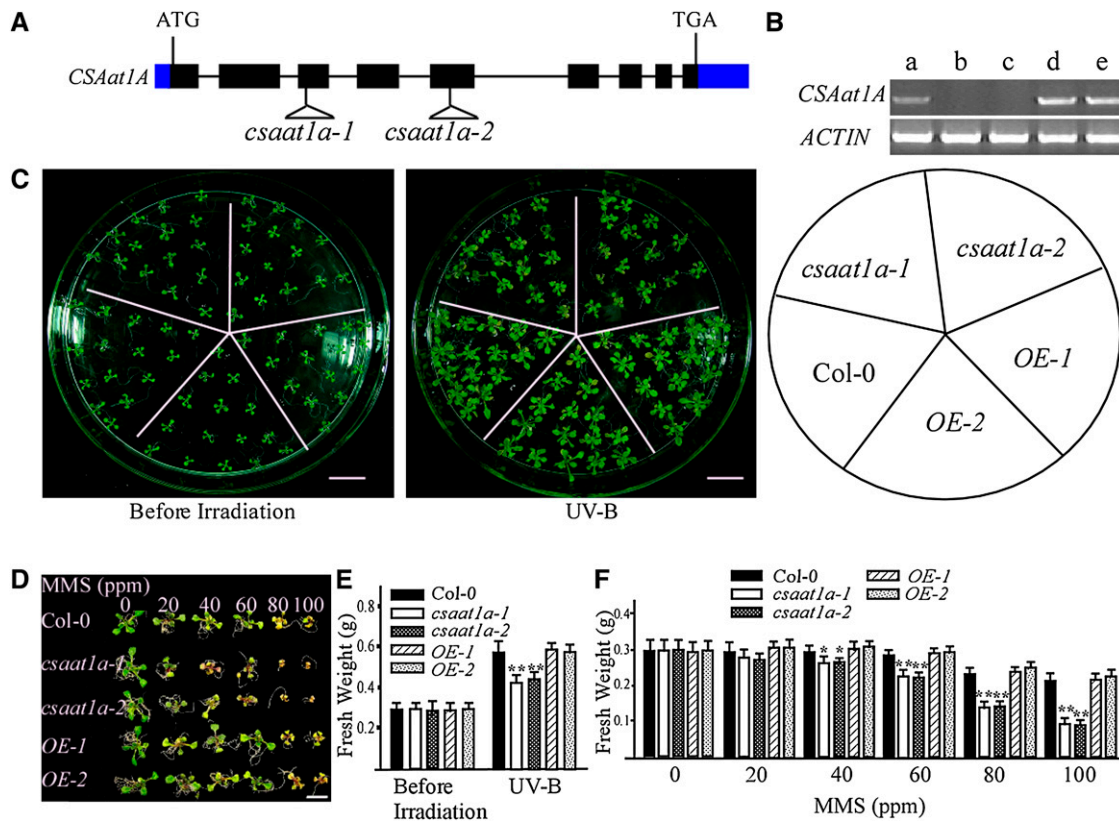 A
ATG
TGA
CSAat1A
csaat1a-1
csaat1a-2
B
a b c d e
CSAat1A
ACTIN
C
Before Irradiation
UV-B
csaat1a-1
csaat1a-2
Col-0
OE-1
OE-2
D
MMS (ppm)
0 20 40 60 80 100
Col-0
csaat1a-1
csaat1a-2
OE-1
OE-2
E
Col-0
csaat1a-1
csaat1a-2
OE-1
OE-2
Fresh Weight (g)
0.8
0.6
0.4
0.2
0
** **
Before Irradiation
UV-B
F
Col-0
csaat1a-1
csaat1a-2
OE-1
OE-2
Fresh Weight (g)
0.4
0.3
0.2
0.1
0
* *
** **
** **
** **
0 20 40 60 80 100
MMS (ppm)